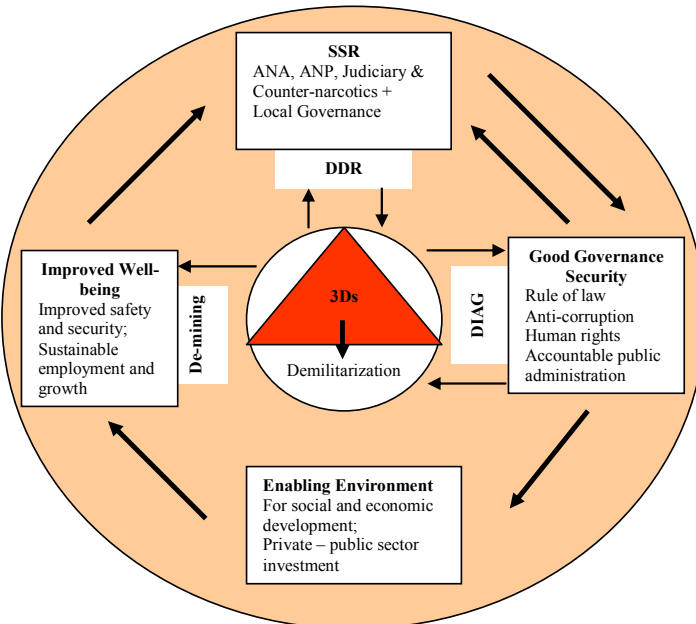 SSR
ANA, ANP, Judiciary &
Counter-narcotics +
Local Governance
DDR
Improved Well-
being
Improved safety
and security;
Sustainable
employment and
growth
De-mining
3Ds
Demilitarization
DIAG
Good Governance
Security
Rule of law
Anti-corruption
Human rights
Accountable public
administration
Enabling Environment
For social and economic
development;
Private – public sector
investment